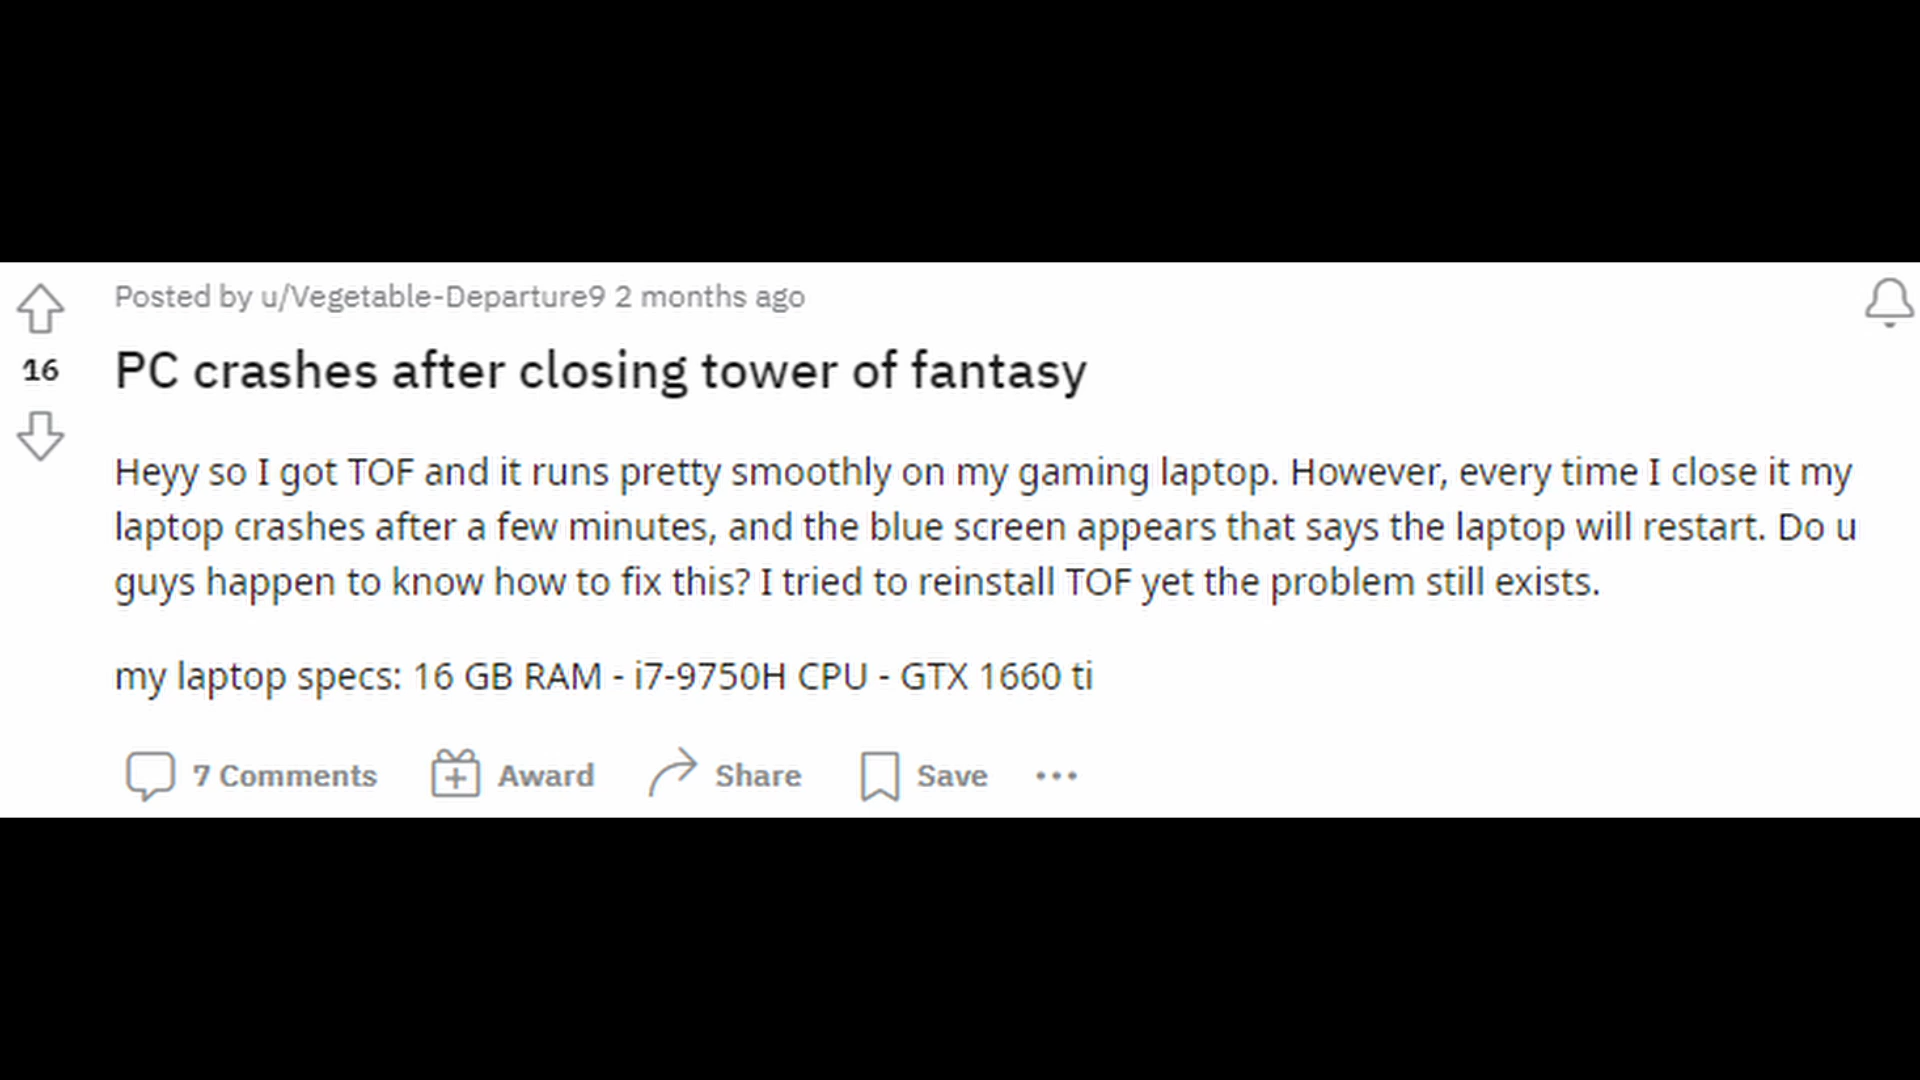 Posted by u/Vegetable-Departure9 2 months ago
16
PC crashes after closing tower of fantasy
Heyy so I got TOF and it runs pretty smoothly on my gaming laptop. However, every time I close it my
laptop crashes after a few minutes, and the blue screen appears that says the laptop will restart. Do u
guys happen to know how to fix this? I tried to reinstall TOF yet the problem still exists.
my laptop specs: 16 GB RAM - i7-9750H CPU - GTX 1660 ti
7 Comments Award Share Save